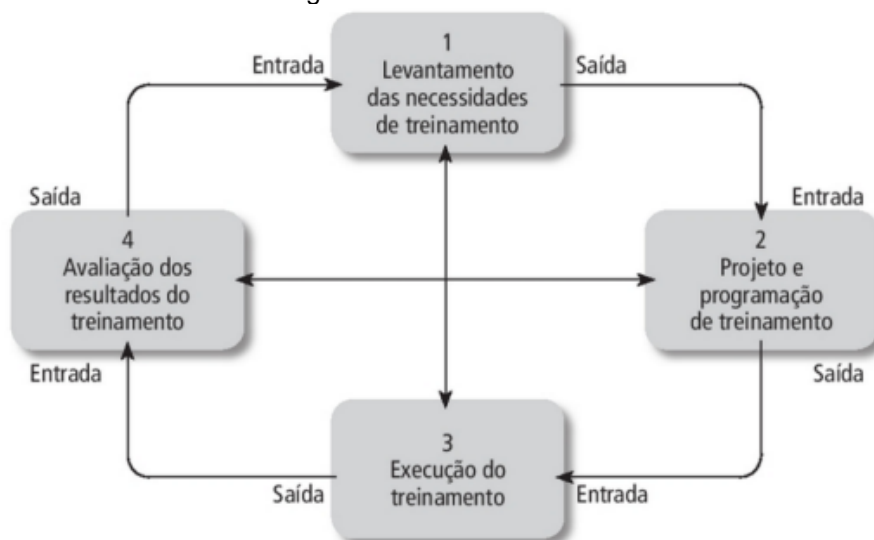 1
Levantamento
das necessidades
de treinamento
Entrada
Saída
Saída
Entrada
4
Avaliação dos
resultados do
treinamento
2
Projeto e
programação
de treinamento
Entrada
Saída
3
Execução do
treinamento
Saída
Entrada